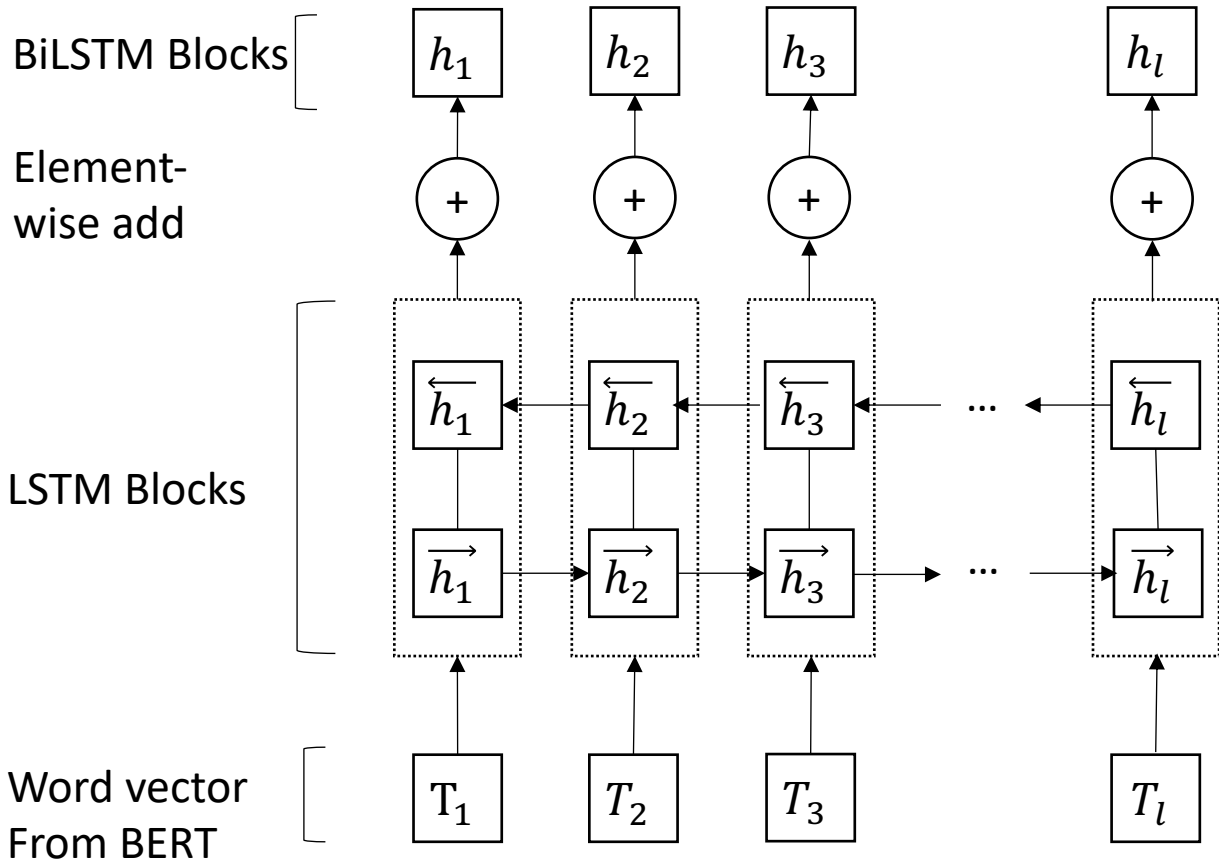 BiLSTM Blocks
h₁ h₂ h₃ hₗ
Element-
wise add
+ + + +
LSTM Blocks
←h₁ ←h₂ ←h₃ ... ←hₗ
→h₁ →h₂ →h₃ ... →hₗ
Word vector
From BERT
T₁ T₂ T₃ Tₗ